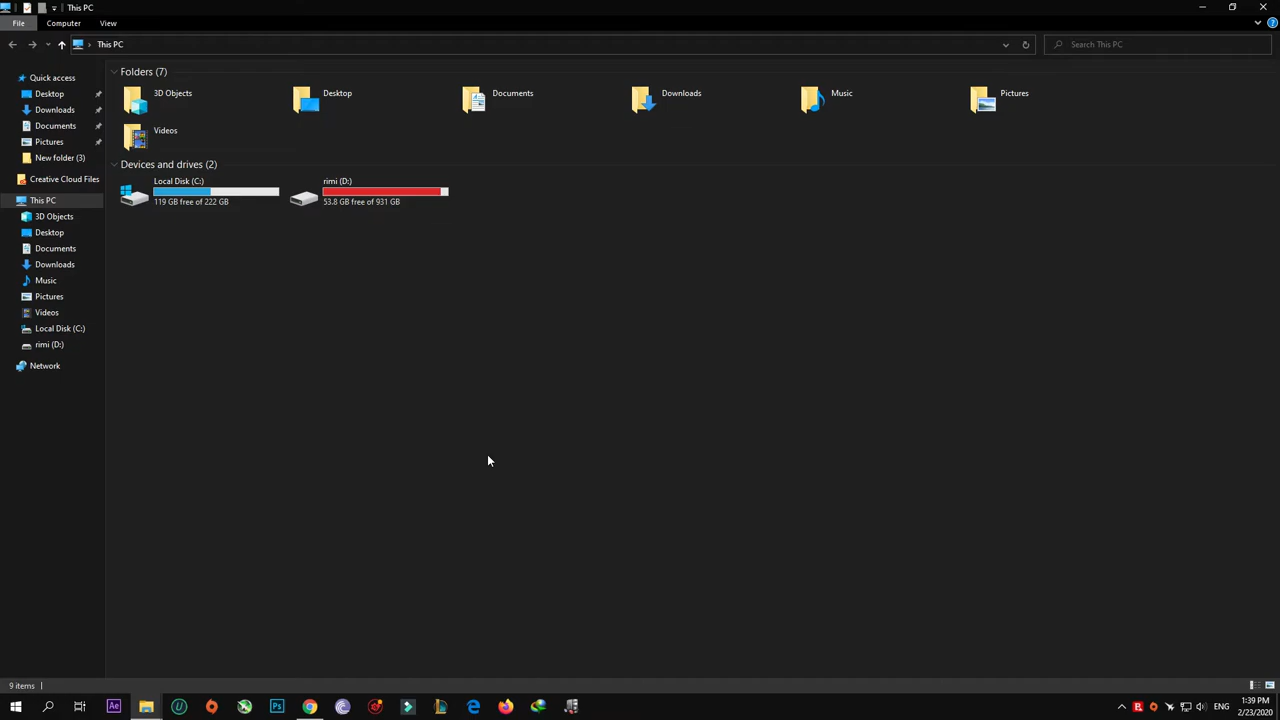 This PC
File
Computer
View
This PC
Search This PC
Quick access
Desktop
Downloads
Documents
Pictures
New folder (3)
Creative Cloud Files
This PC
3D Objects
Desktop
Documents
Downloads
Music
Pictures
Videos
Local Disk (C:)
rimi (D:)
Network
Folders (7)
3D Objects
Desktop
Documents
Downloads
Music
Pictures
Videos
Devices and drives (2)
Local Disk (C:)
119 GB free of 222 GB
rimi (D:)
53.8 GB free of 931 GB
9 items
Ae
Ps
ENG
1:39 PM
2/23/2020